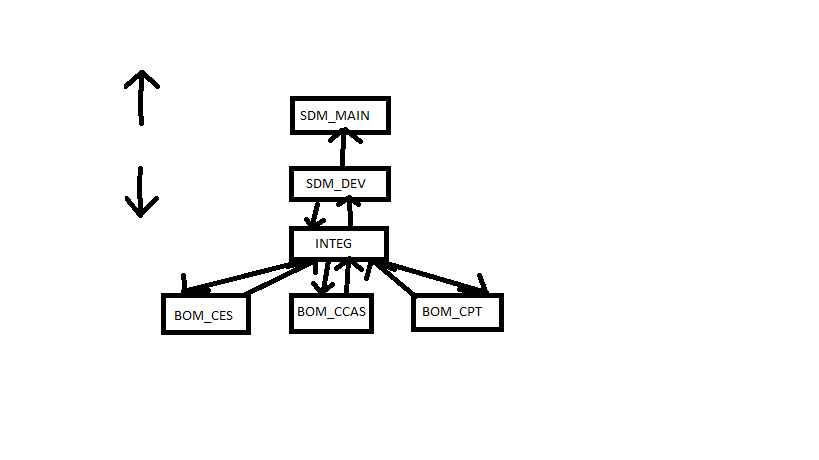 SDM_MAIN
SDM_DEV
INTEG
BOM_CES
BOM_CCAS
BOM_CPT